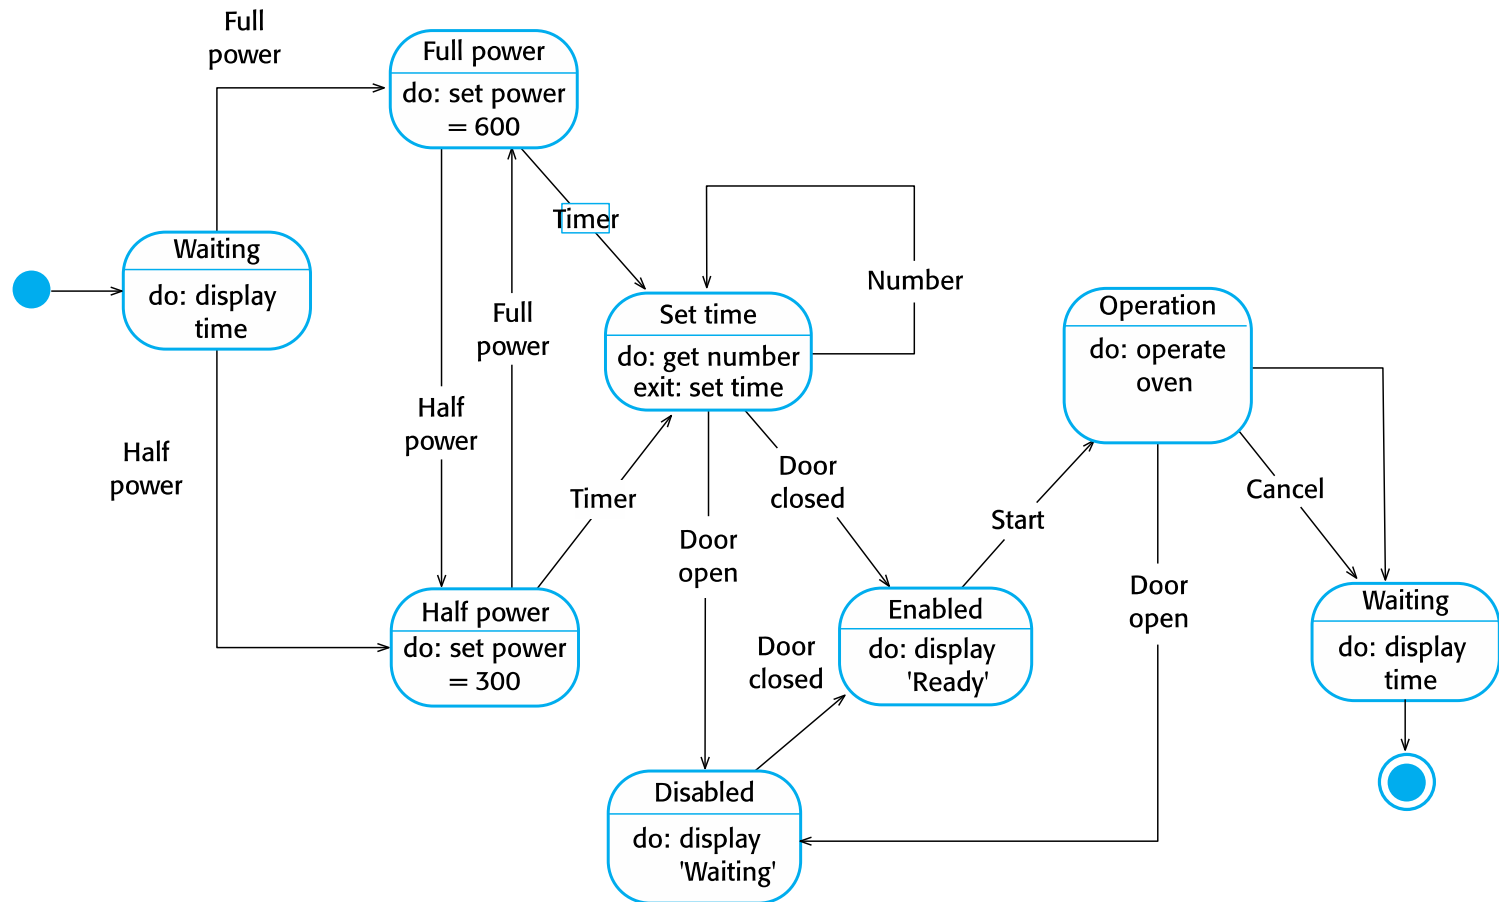 Full
power
Full power
do: set power
= 600
Timer
Waiting
do: display
time
Number
Full
power
Set time
do: get number
exit: set time
Operation
do: operate
oven
Half
power
Half
power
Timer
Door
closed
Cancel
Start
Door
open
Door
open
Half power
do: set power
= 300
Enabled
do: display
'Ready'
Waiting
do: display
time
Door
closed
Disabled
do: display
'Waiting'